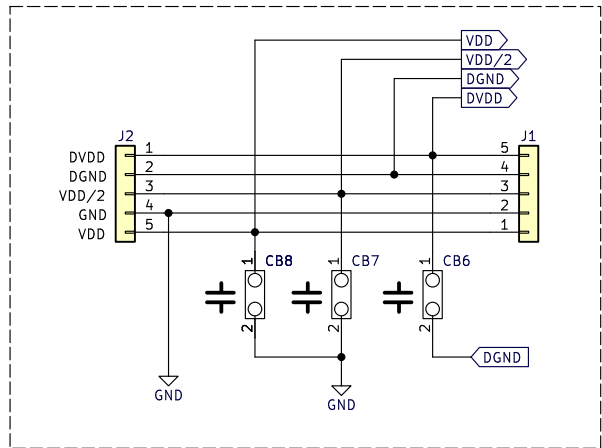 VDD
VDD/2
DGND
DVDD
J2 J1
DVDD 1 5
DGND 2 4
VDD/2 3 3
GND 4 2
VDD 5 1
1 CB8 1 CB7 1 CB6
2 2 2
DGND
GND
GND